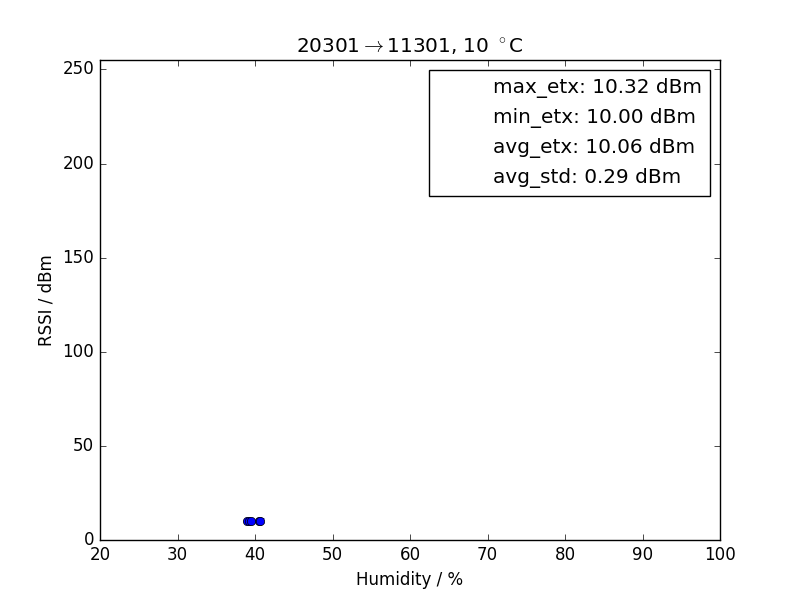 20301→11301, 10 °C
max_etx: 10.32 dBm
min_etx: 10.00 dBm
avg_etx: 10.06 dBm
avg_std: 0.29 dBm
RSSI / dBm
250
200
150
100
50
0
20 30 40 50 60 70 80 90 100
Humidity / %